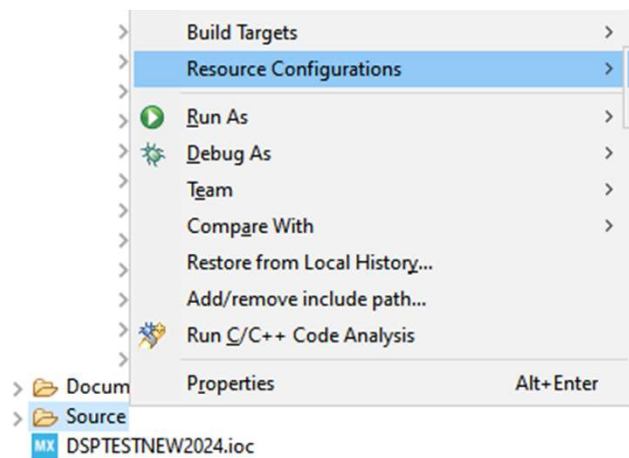 Build Targets
Resource Configurations
Run As
Debug As
Team
Compare With
Restore from Local History...
Add/remove include path...
Run C/C++ Code Analysis
Properties Alt+Enter
Docum
Source
MX DSPTESTNEW2024.ioc